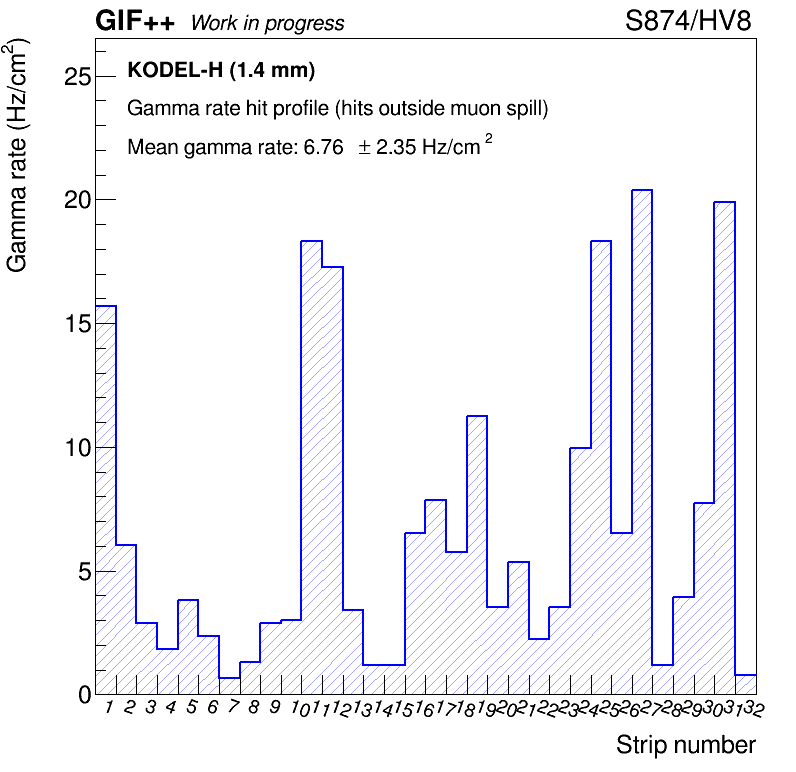 GIF++ Work in progress S874/HV8
Gamma rate (Hz/cm2)
KODEL-H (1.4 mm)
Gamma rate hit profile (hits outside muon spill)
Mean gamma rate: 6.76 ± 2.35 Hz/cm 2
25
20
15
10
5
0
1 2 3 4 5 6 7 8 9 10 11 12 13 14 15 16 17 18 19 20 21 22 23 24 25 26 27 28 29 30 31 32
Strip number